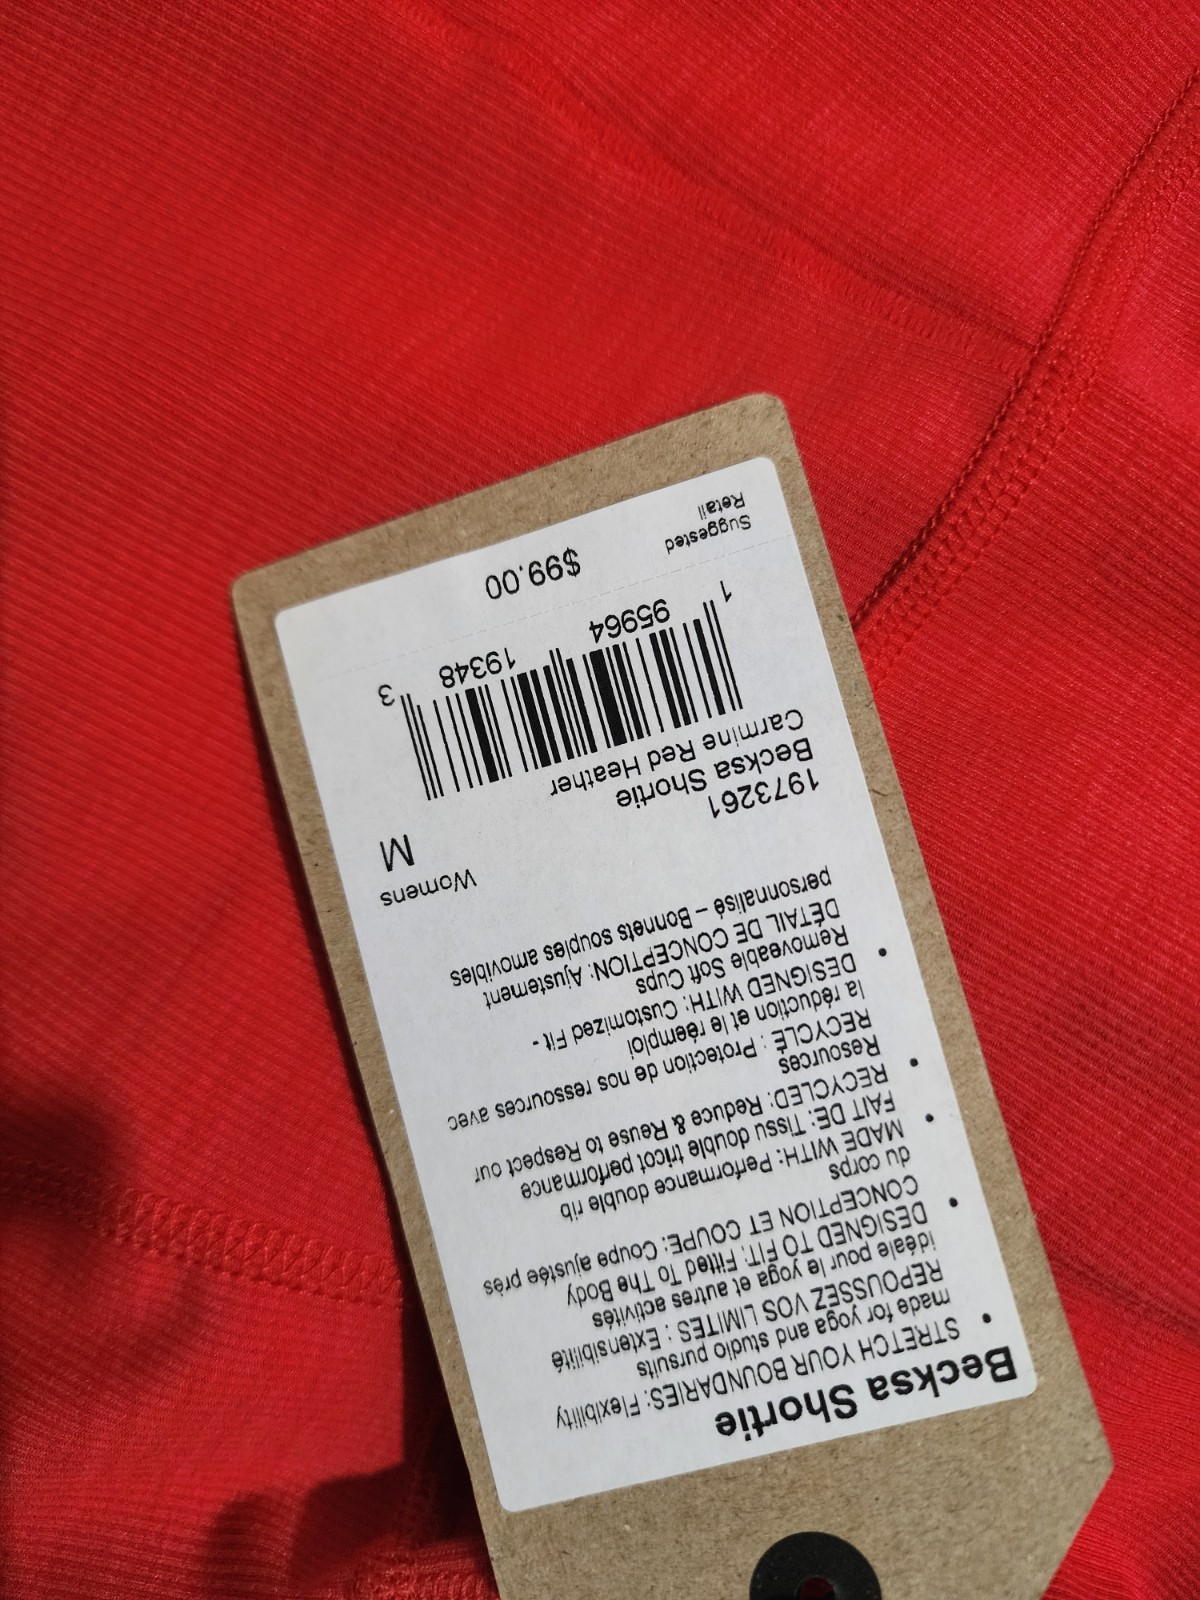 Becksa Shortie
• STRETCH YOUR BOUNDARIES: Flexibility
made for yoga and studio pursuits
REPOUSSEZ VOS LIMITES : Extensibilité
idéale pour le yoga et autres activités
• DESIGNED TO FIT: Fitted To The Body
CONCEPTION ET COUPE: Coupe ajustée près
du corps
• MADE WITH: Performance double rib
FAIT DE: Tissu double tricot performance
• RECYCLED: Reduce & Reuse to Respect our
Resources
RECYCLÉ : Protection de nos ressources avec
la réduction et le réemploi
• DESIGNED WITH: Customized Fit -
Removeable Soft Cups
DÉTAIL DE CONCEPTION: Ajustement
personnalisé – Bonnets souples amovibles
Womens
M
1973261
Becksa Shortie
Carmine Red Heather
1 95964 19348 3
Suggested
Retail
$99.00